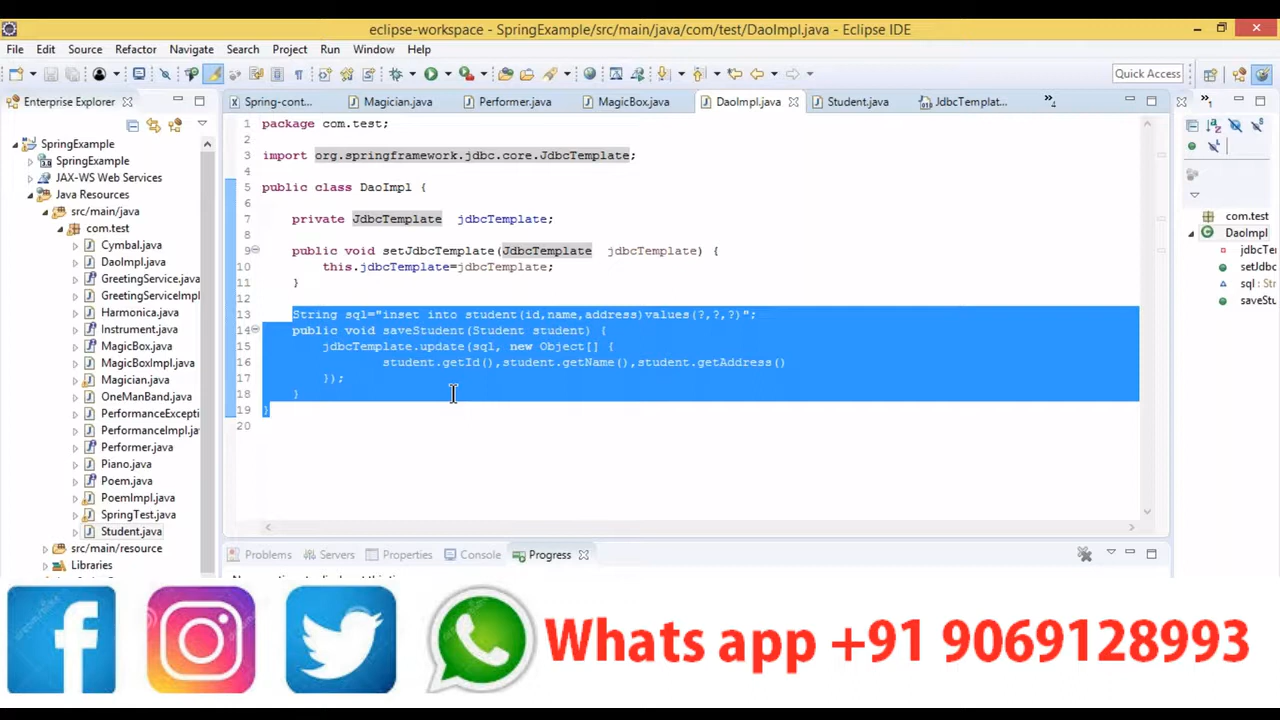 eclipse-workspace - SpringExample/src/main/java/com/test/DaoImpl.java - Eclipse IDE
File Edit Source Refactor Navigate Search Project Run Window Help
Quick Access
Enterprise Explorer
Spring-cont... Magician.java Performer.java MagicBox.java DaoImpl.java Student.java JdbcTemplat...
SpringExample
SpringExample
JAX-WS Web Services
Java Resources
src/main/java
com.test
Cymbal.java
DaoImpl.java
GreetingService.java
GreetingServiceImpl
Harmonica.java
Instrument.java
MagicBox.java
MagicBoxImpl.java
Magician.java
OneManBand.java
PerformanceExcepti
PerformanceImpl.jav
Performer.java
Piano.java
Poem.java
PoemImpl.java
SpringTest.java
Student.java
src/main/resource
Libraries
1 package com.test;
2
3 import org.springframework.jdbc.core.JdbcTemplate;
4
5 public class DaoImpl {
6
7 private JdbcTemplate jdbcTemplate;
8
9 public void setJdbcTemplate(JdbcTemplate jdbcTemplate) {
10 this.jdbcTemplate=jdbcTemplate;
11 }
12
13 String sql="inset into student(id,name,address)values(?,?,?)";
14 public void saveStudent(Student student) {
15 jdbcTemplate.update(sql, new Object[] {
16 student.getId(),student.getName(),student.getAddress()
17 });
18 }
19 }
20
com.test
DaoImpl
jdbcTe
setJdbc
sql : Str
saveStu
Problems Servers Properties Console Progress
Whats app +91 9069128993